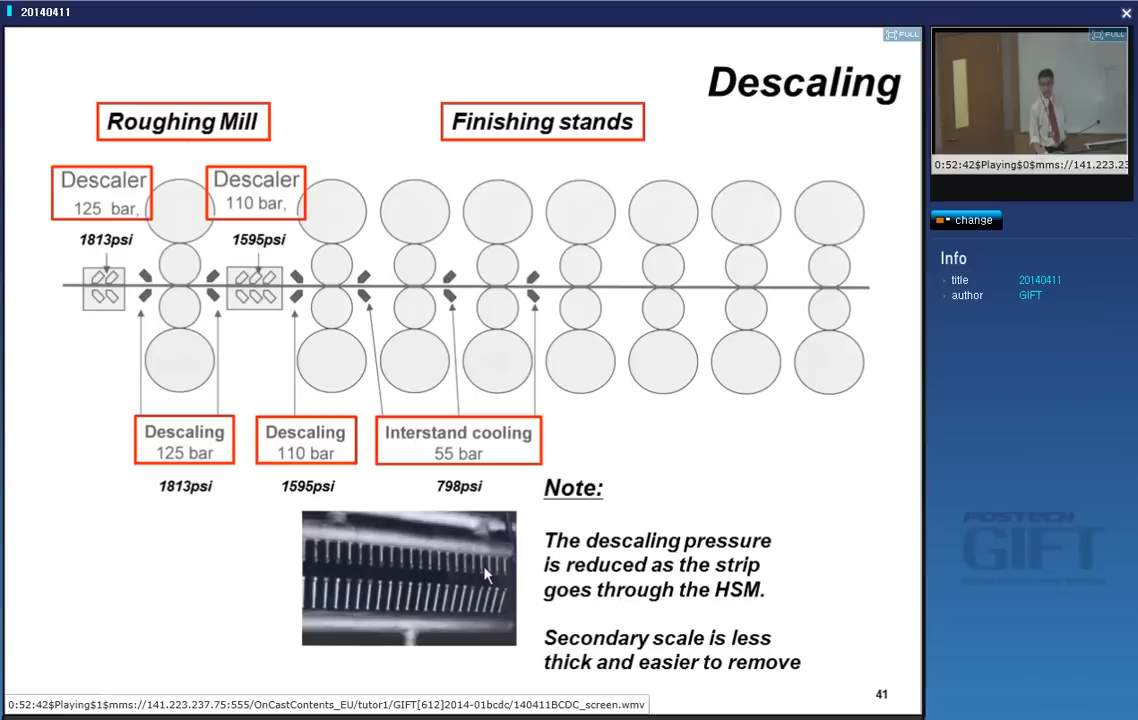 20140411
FULL
Descaling
Roughing Mill
Finishing stands
Descaler
125 bar,
Descaler
110 bar,
1813psi
1595psi
Descaling
125 bar
Descaling
110 bar
Interstand cooling
55 bar
1813psi
1595psi
798psi
Note:
The descaling pressure
is reduced as the strip
goes through the HSM.
Secondary scale is less
thick and easier to remove
41
0:52:42$Playing$1$mms://141.223.237.75:555/OnCastContents_EU/tutor1/GIFT[612]2014-01bcdc/140411BCDC_screen.wmv
FULL
0:52:42$Playing$0$mms://141.223.23
change
Info
title 20140411
author GIFT
POSTECH
GIFT